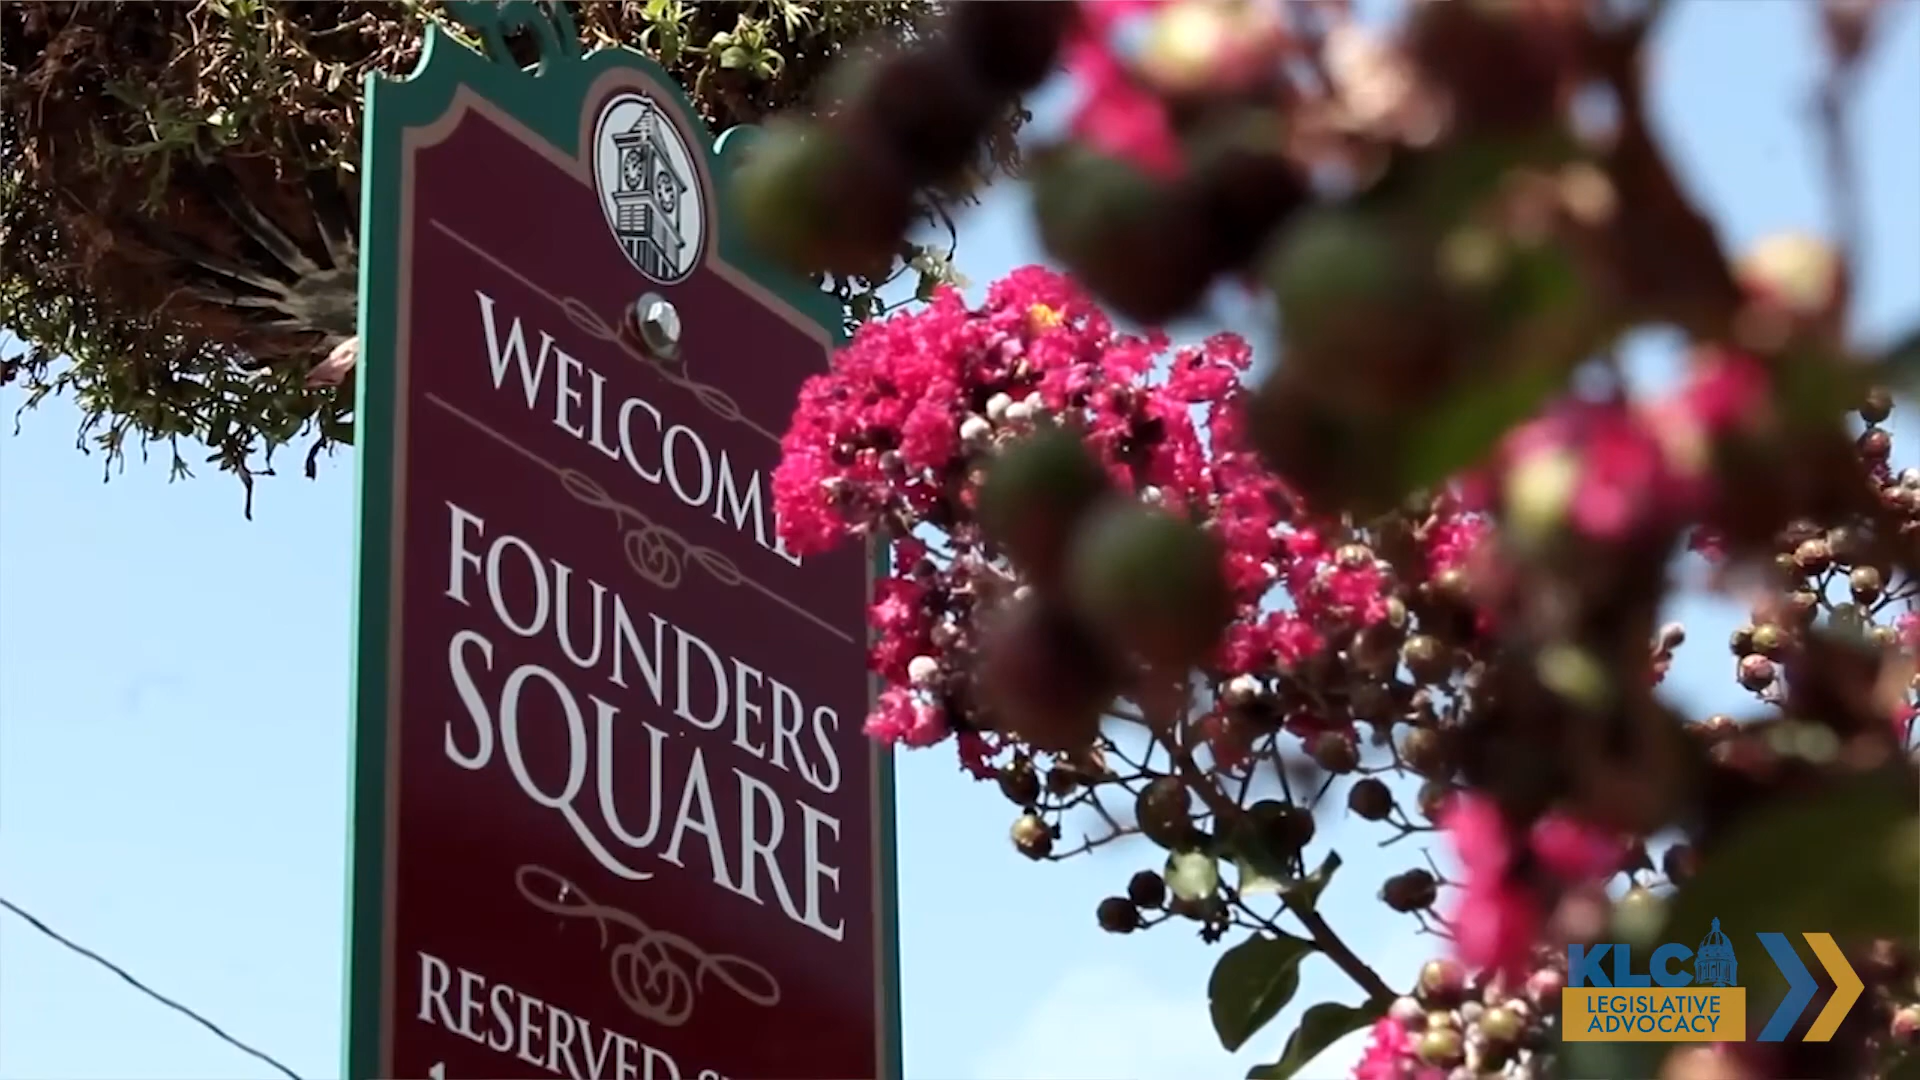 WELCOME
FOUNDERS
SQUARE
RESERVED
KLC
LEGISLATIVE
ADVOCACY